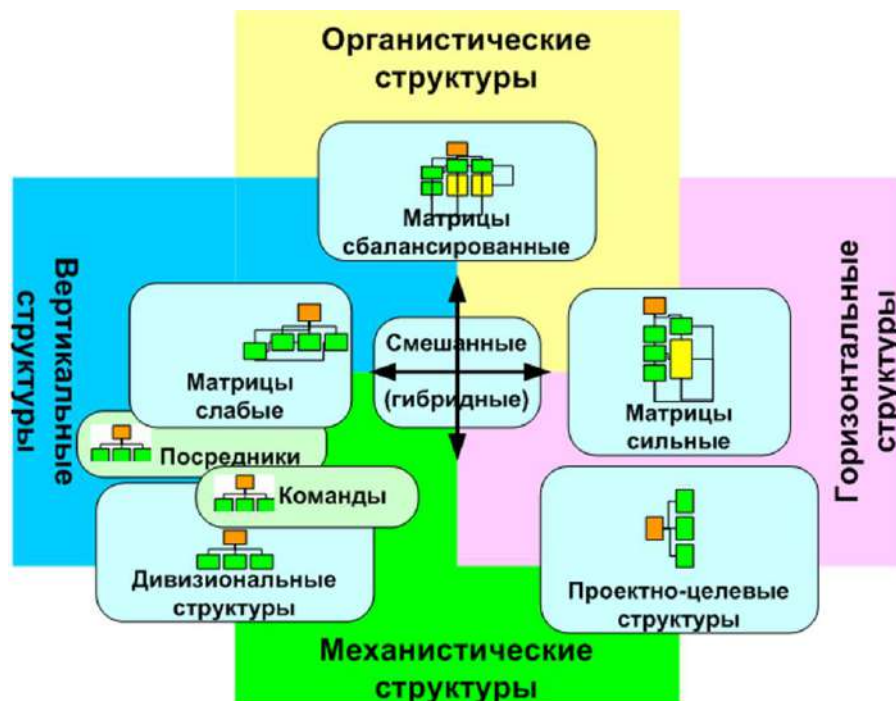 Органистические
структуры
Матрицы
сбалансированные
Вертикальные
структуры
Горизонтальные
структуры
Матрицы
слабые
Смешанные
(гибридные)
Матрицы
сильные
Посредники
Команды
Дивизиональные
структуры
Проектно-целевые
структуры
Механистические
структуры